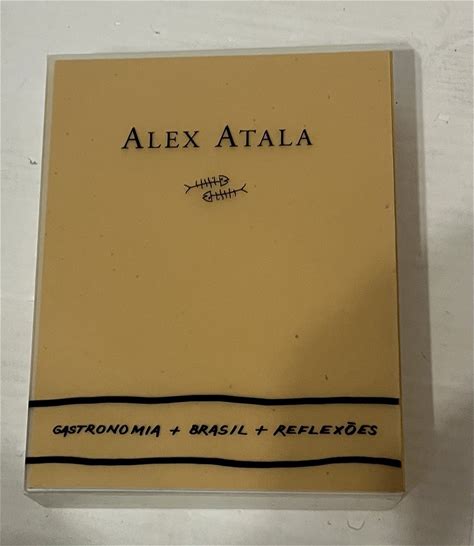 ALEX ATALA
GASTRONOMIA + BRASIL + REFLEXÕES